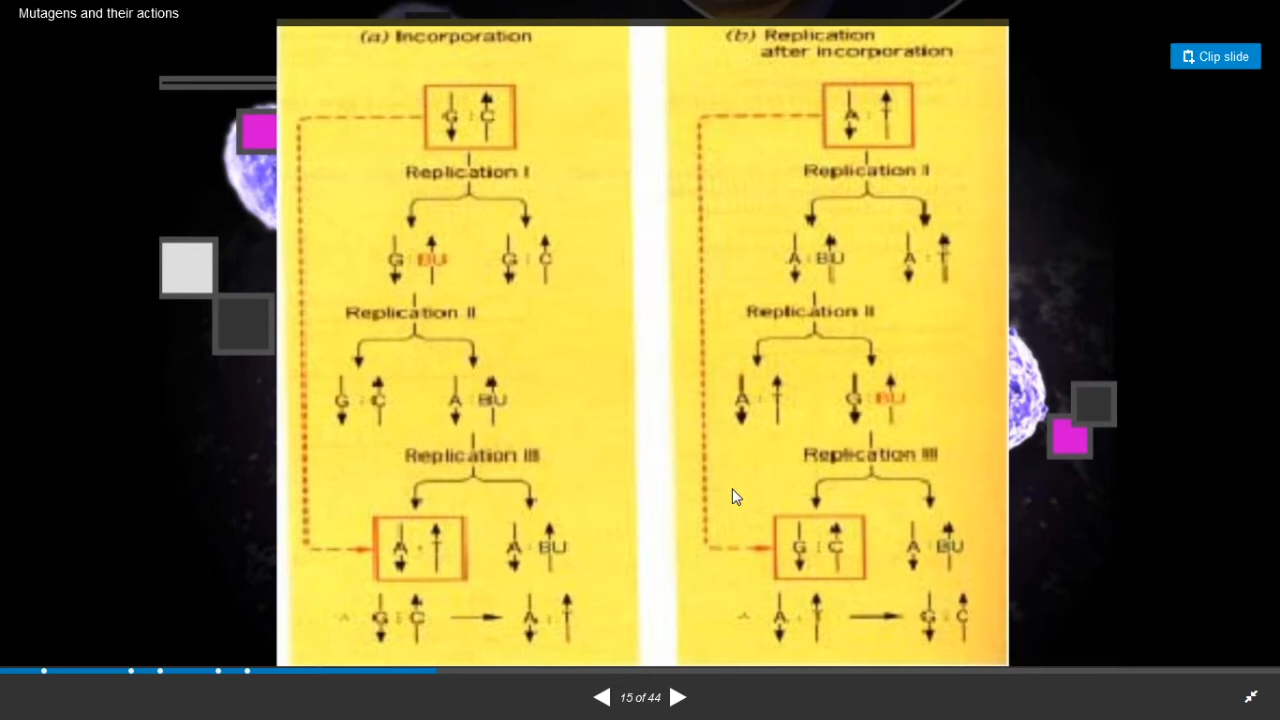 Mutagens and their actions
Clip slide
(a) Incorporation
G : C
Replication I
G : BU G : C
Replication II
G : C A : BU
Replication III
A : T A : BU
G : C A : T
(b) Replication
after incorporation
A : T
Replication I
A : BU A : T
Replication II
A : T G : BU
Replication III
G : C A : BU
A : T G : C
15 of 44